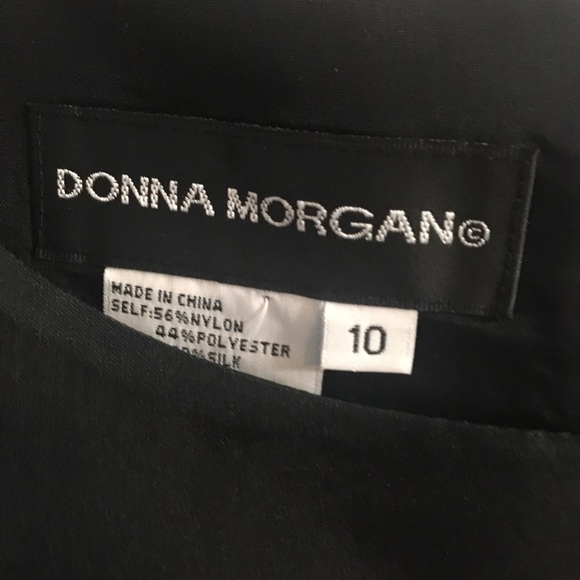 DONNA MORGAN©
MADE IN CHINA
SELF:56%NYLON
44%POLYESTER
% SILK
10